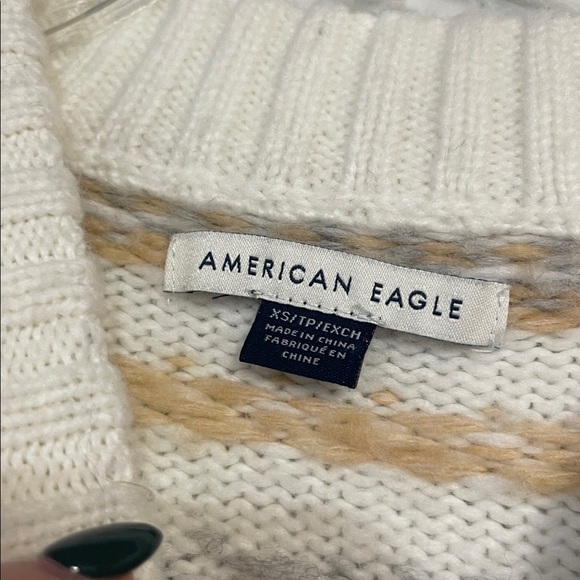 AMERICAN EAGLE
XS/TP/EXCH
MADE IN CHINA
FABRIQUÉ EN
CHINE